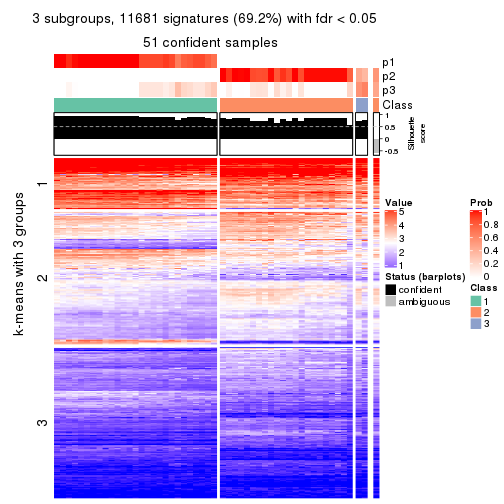 3 subgroups, 11681 signatures (69.2%) with fdr < 0.05
51 confident samples
p1
p2
p3
Class
1
0.5
0
-0.5
Silhouette
score
k-means with 3 groups
1
2
3
Value
5
4
3
2
1
Status (barplots)
confident
ambiguous
Prob
1
0.8
0.6
0.4
0.2
0
Class
1
2
3